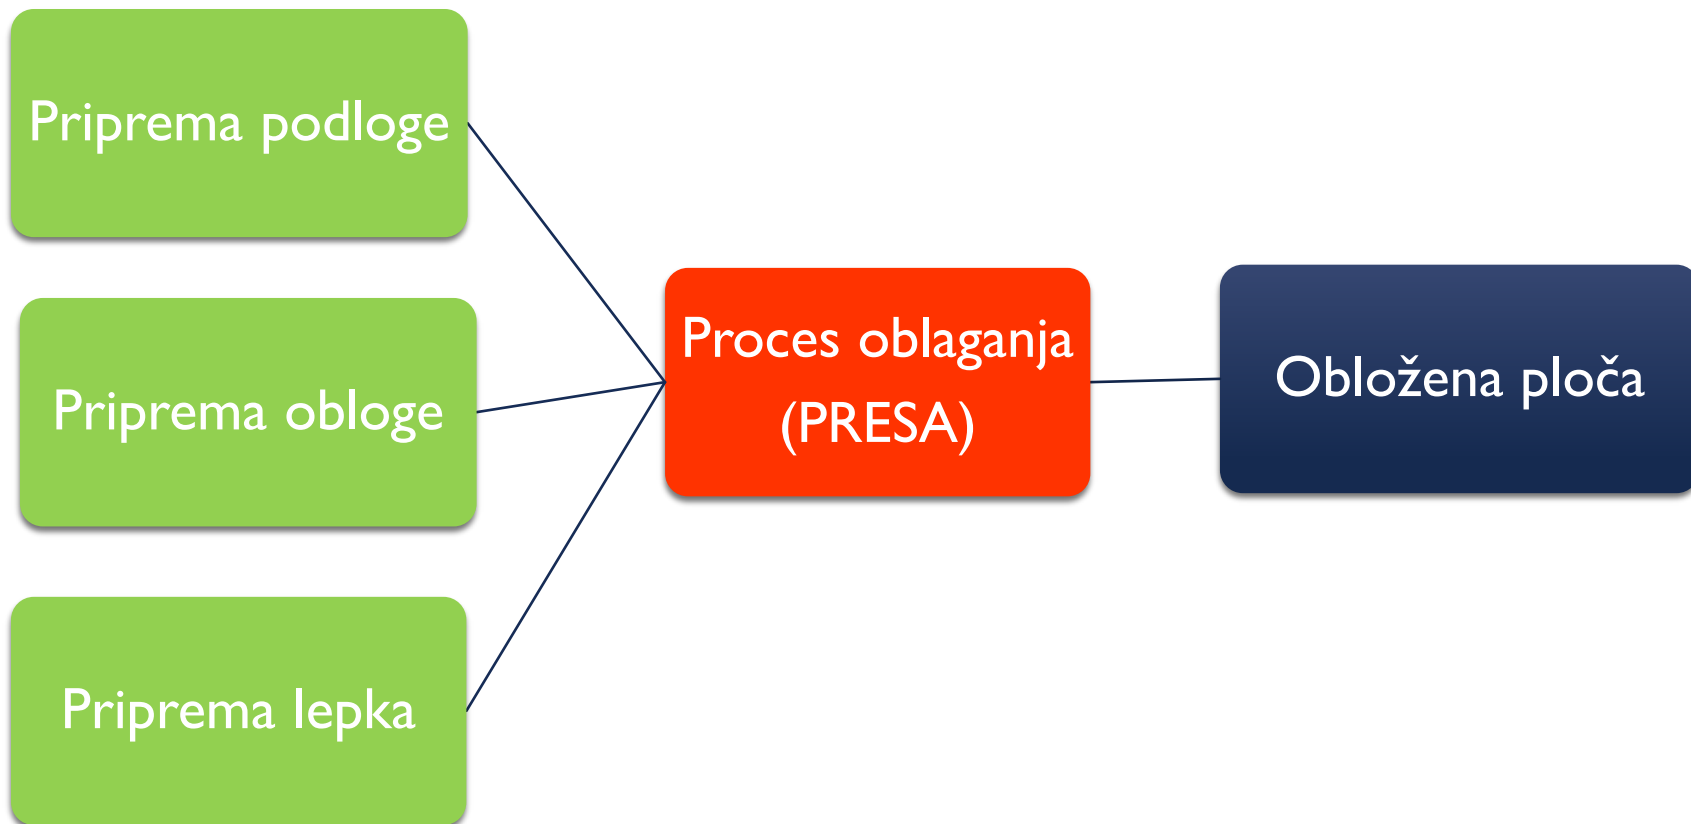 Priprema podloge
Priprema obloge
Priprema lepka
Proces oblaganja
(PRESA)
Obložena ploča